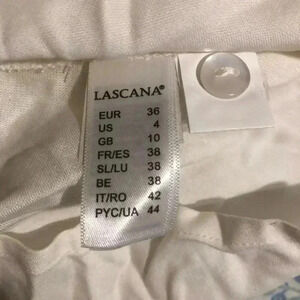 LASCANA®
EUR 36
US 4
GB 10
FR/ES 38
SL/LU 38
BE 38
IT/RO 42
PYC/UA 44